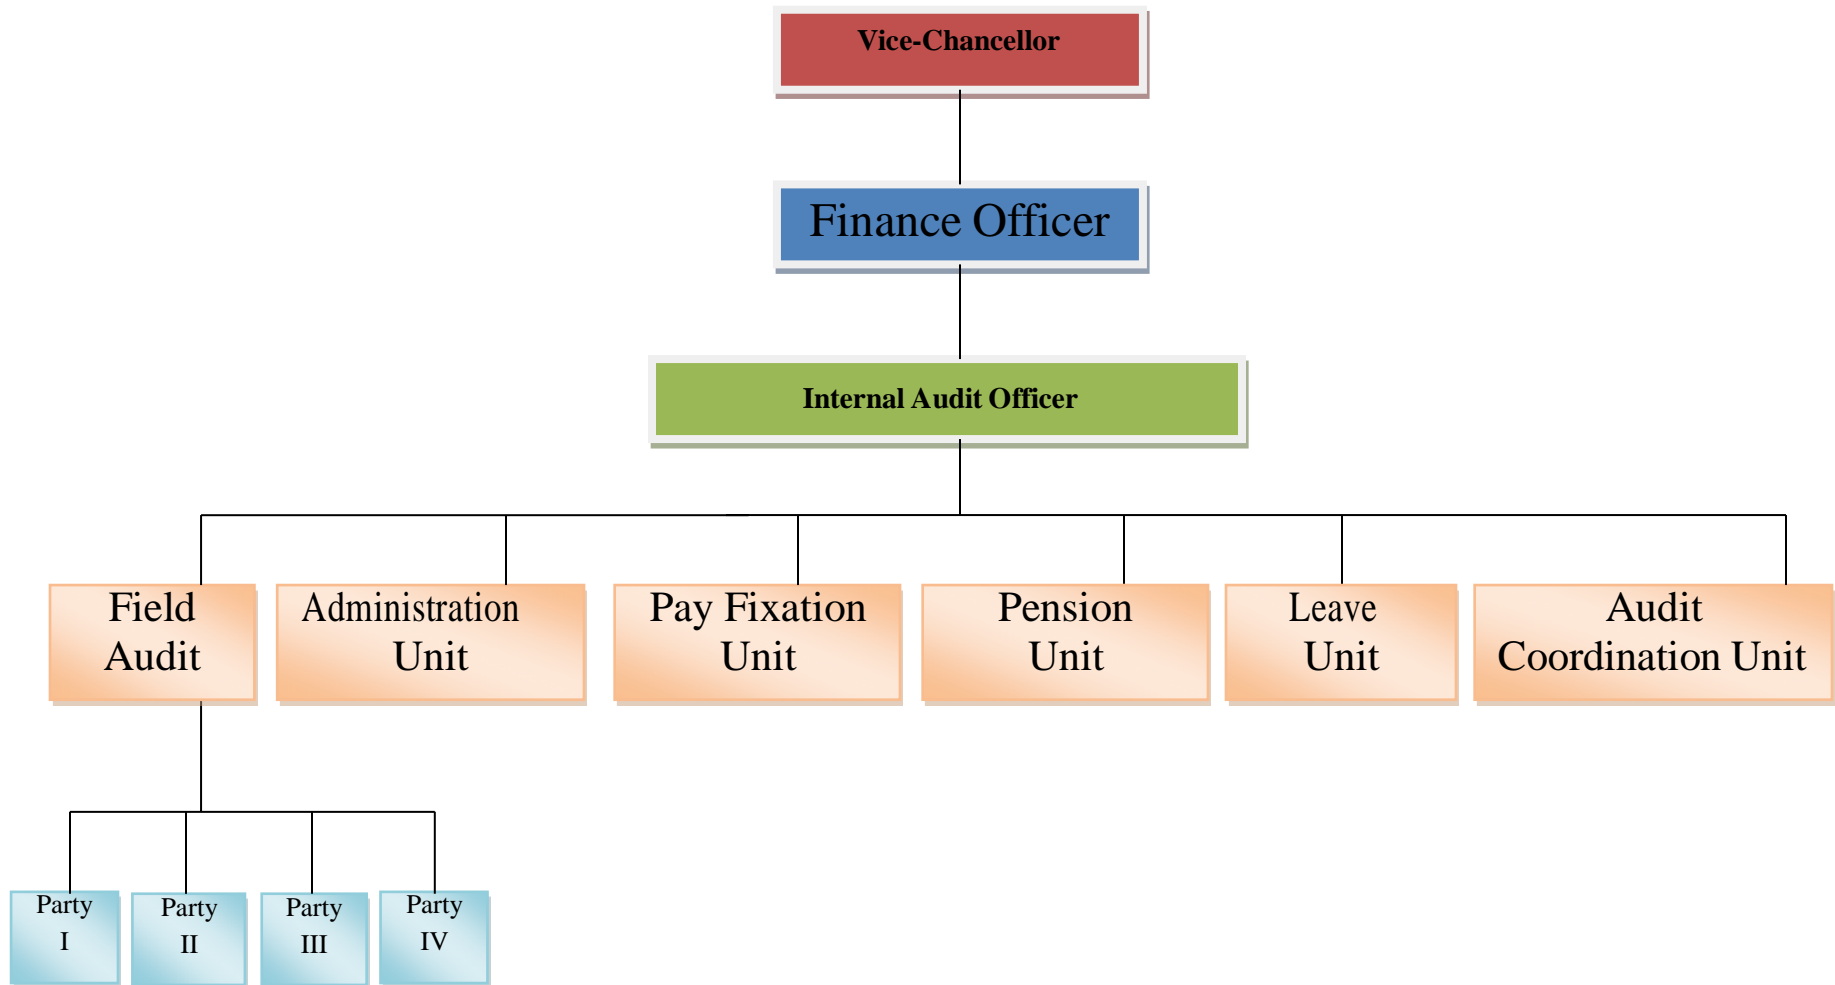 Vice-Chancellor
Finance Officer
Internal Audit Officer
Field
Audit
Administration
Unit
Pay Fixation
Unit
Pension
Unit
Leave
Unit
Audit
Coordination Unit
Party
I
Party
II
Party
III
Party
IV